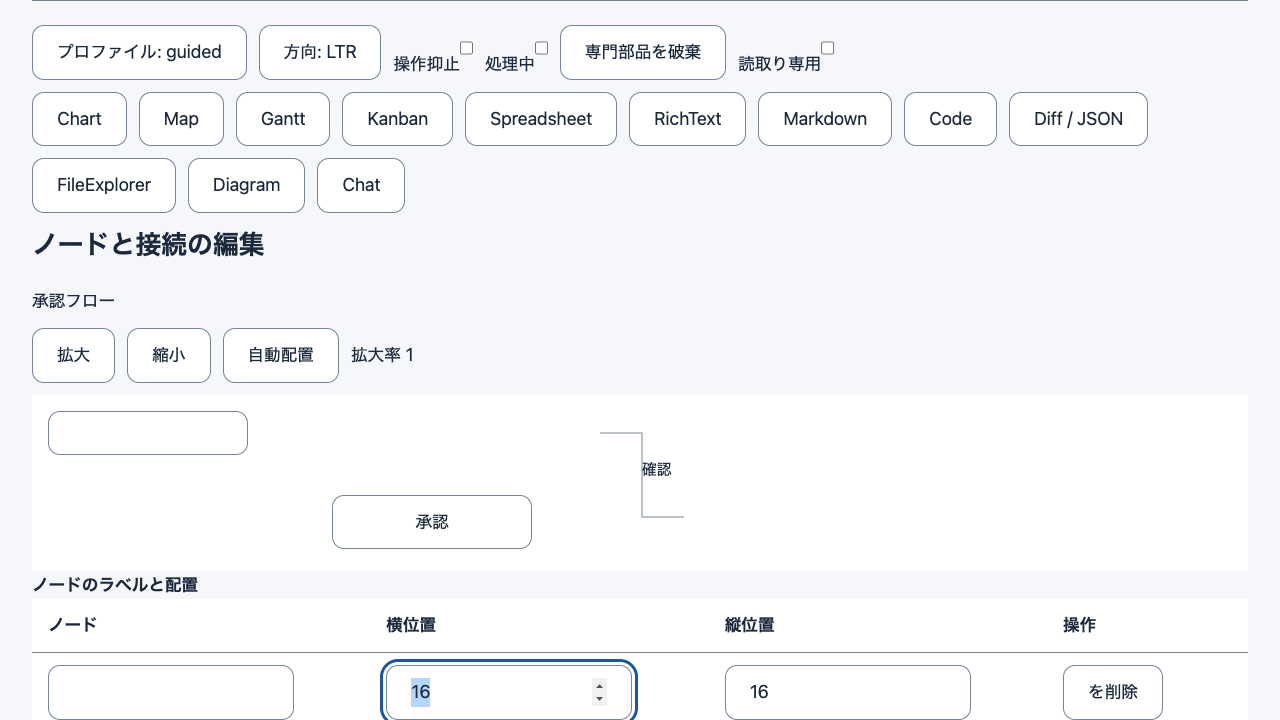 プロファイル: guided 方向: LTR 操作抑止 処理中 専門部品を破棄 読取り専用
Chart Map Gantt Kanban Spreadsheet RichText Markdown Code Diff / JSON
FileExplorer Diagram Chat
ノードと接続の編集
承認フロー
拡大 縮小 自動配置 拡大率 1
確認
承認
ノードのラベルと配置
ノード 横位置 縦位置 操作
16 16 を削除